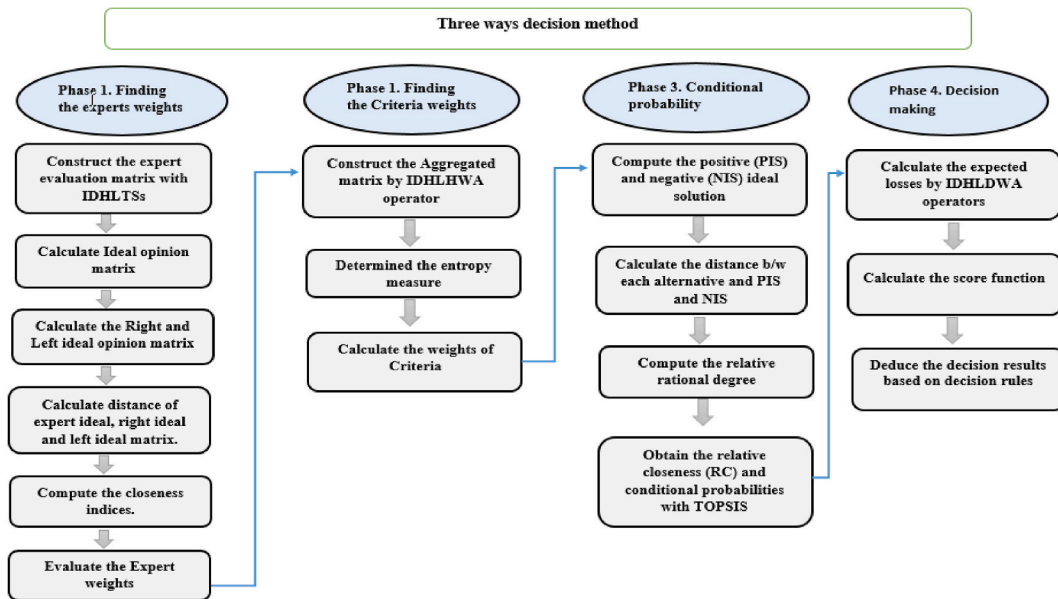 Three ways decision method
Phase 1. Finding
the experts weights
Construct the expert
evaluation matrix with
IDHLTSs
Calculate Ideal opinion
matrix
Calculate the Right and
Left ideal opinion matrix
Calculate distance of
expert ideal, right ideal
and left ideal matrix.
Compute the closeness
indices.
Evaluate the Expert
weights
Phase 1. Finding
the Criteria weights
Construct the Aggregated
matrix by IDHLHWA
operator
Determined the entropy
measure
Calculate the weights of
Criteria
Phase 3. Conditional
probability
Compute the positive (PIS)
and negative (NIS) ideal
solution
Calculate the distance b/w
each alternative and PIS
and NIS
Compute the relative
rational degree
Obtain the relative
closeness (RC) and
conditional probabilities
with TOPSIS
Phase 4. Decision
making
Calculate the expected
losses by IDHLDWA
operators
Calculate the score function
Deduce the decision results
based on decision rules